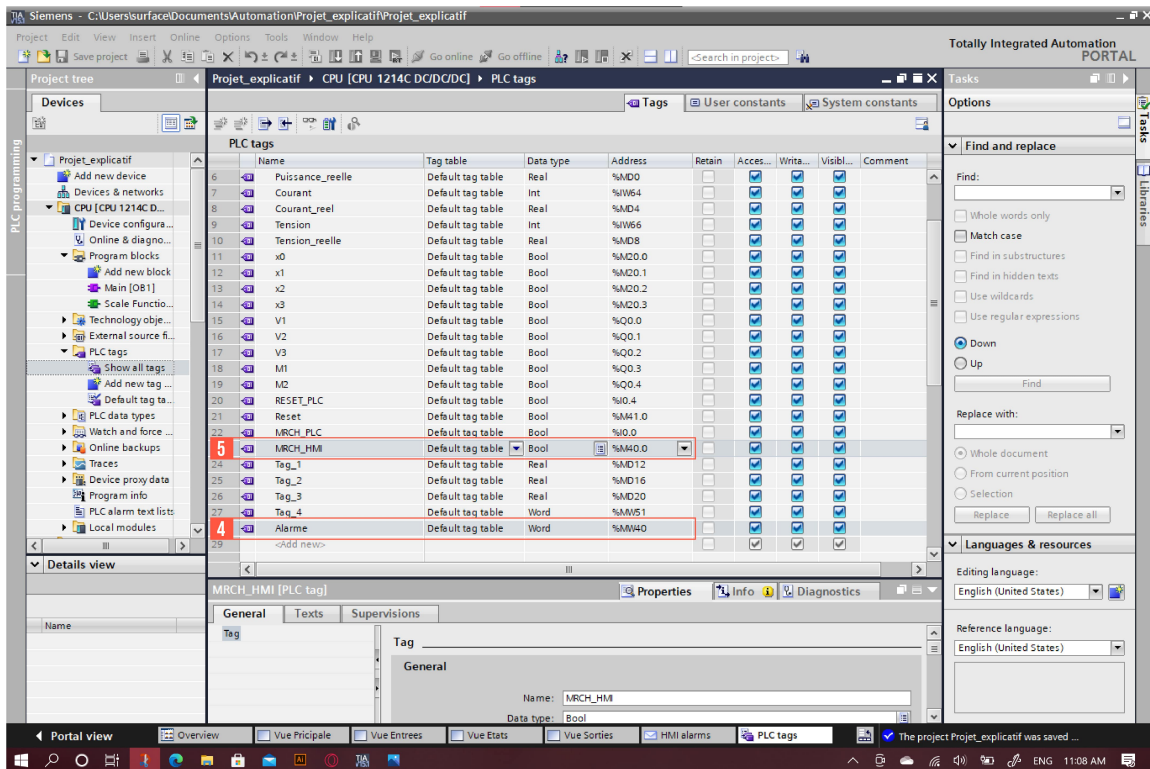 Siemens - C:\Users\surface\Documents\Automation\Projet_explicatif\Projet_explicatif
Project Edit View Insert Online Options Tools Window Help
Save project Go online Go offline <Search in project>
Totally Integrated Automation
PORTAL
Project tree
Devices
PLC programming
Projet_explicatif
Add new device
Devices & networks
CPU [CPU 1214C D...
Device configura...
Online & diagno...
Program blocks
Add new block
Main [OB1]
Scale Functio...
Technology obje...
External source fi...
PLC tags
Show all tags
Add new tag ...
Default tag ta...
PLC data types
Watch and force ...
Online backups
Traces
Device proxy data
Program info
PLC alarm text lists
Local modules
Details view
Name
Projet_explicatif ▸ CPU [CPU 1214C DC/DC/DC] ▸ PLC tags
Tags User constants System constants
PLC tags
Name Tag table Data type Address Retain Acces... Writa... Visibl... Comment
6 Puissance_reelle Default tag table Real %MD0
7 Courant Default tag table Int %IW64
8 Courant_reel Default tag table Real %MD4
9 Tension Default tag table Int %IW66
10 Tension_reelle Default tag table Real %MD8
11 x0 Default tag table Bool %M20.0
12 x1 Default tag table Bool %M20.1
13 x2 Default tag table Bool %M20.2
14 x3 Default tag table Bool %M20.3
15 V1 Default tag table Bool %Q0.0
16 V2 Default tag table Bool %Q0.1
17 V3 Default tag table Bool %Q0.2
18 M1 Default tag table Bool %Q0.3
19 M2 Default tag table Bool %Q0.4
20 RESET_PLC Default tag table Bool %I0.4
21 Reset Default tag table Bool %M41.0
22 MRCH_PLC Default tag table Bool %I0.0
5 MRCH_HMI Default tag table Bool %M40.0
24 Tag_1 Default tag table Real %MD12
25 Tag_2 Default tag table Real %MD16
26 Tag_3 Default tag table Real %MD20
27 Tag_4 Default tag table Word %MW51
4 Alarme Default tag table Word %MW40
29 <Add new>
MRCH_HMI [PLC tag]
Properties Info Diagnostics
General Texts Supervisions
Tag
Tag
General
Name: MRCH_HMI
Data type: Bool
Tasks
Options
Find and replace
Find:
Whole words only
Match case
Find in substructures
Find in hidden texts
Use wildcards
Use regular expressions
Down
Up
Find
Replace with:
Whole document
From current position
Selection
Replace Replace all
Languages & resources
Editing language:
English (United States)
Reference language:
English (United States)
Tasks
Libraries
Portal view Overview Vue Pricipale Vue Entrees Vue Etats Vue Sorties HMI alarms PLC tags The project Projet_explicatif was saved ...
ENG 11:08 AM